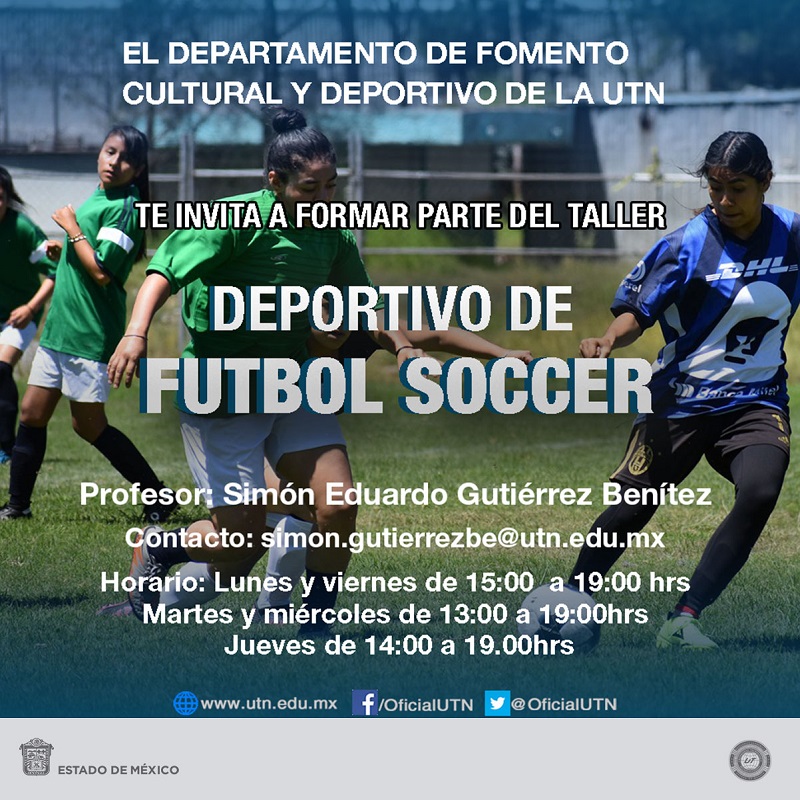 EL DEPARTAMENTO DE FOMENTO
CULTURAL Y DEPORTIVO DE LA UTN
TE INVITA A FORMAR PARTE DEL TALLER
DEPORTIVO DE
FUTBOL SOCCER
DHL
Profesor: Simón Eduardo Gutiérrez Benítez
Contacto: simon.gutierrezbe@utn.edu.mx
Horario: Lunes y viernes de 15:00 a 19:00 hrs
Martes y miércoles de 13:00 a 19:00hrs
Jueves de 14:00 a 19.00hrs
www.utn.edu.mx /OficialUTN @OficialUTN
ESTADO DE MÉXICO